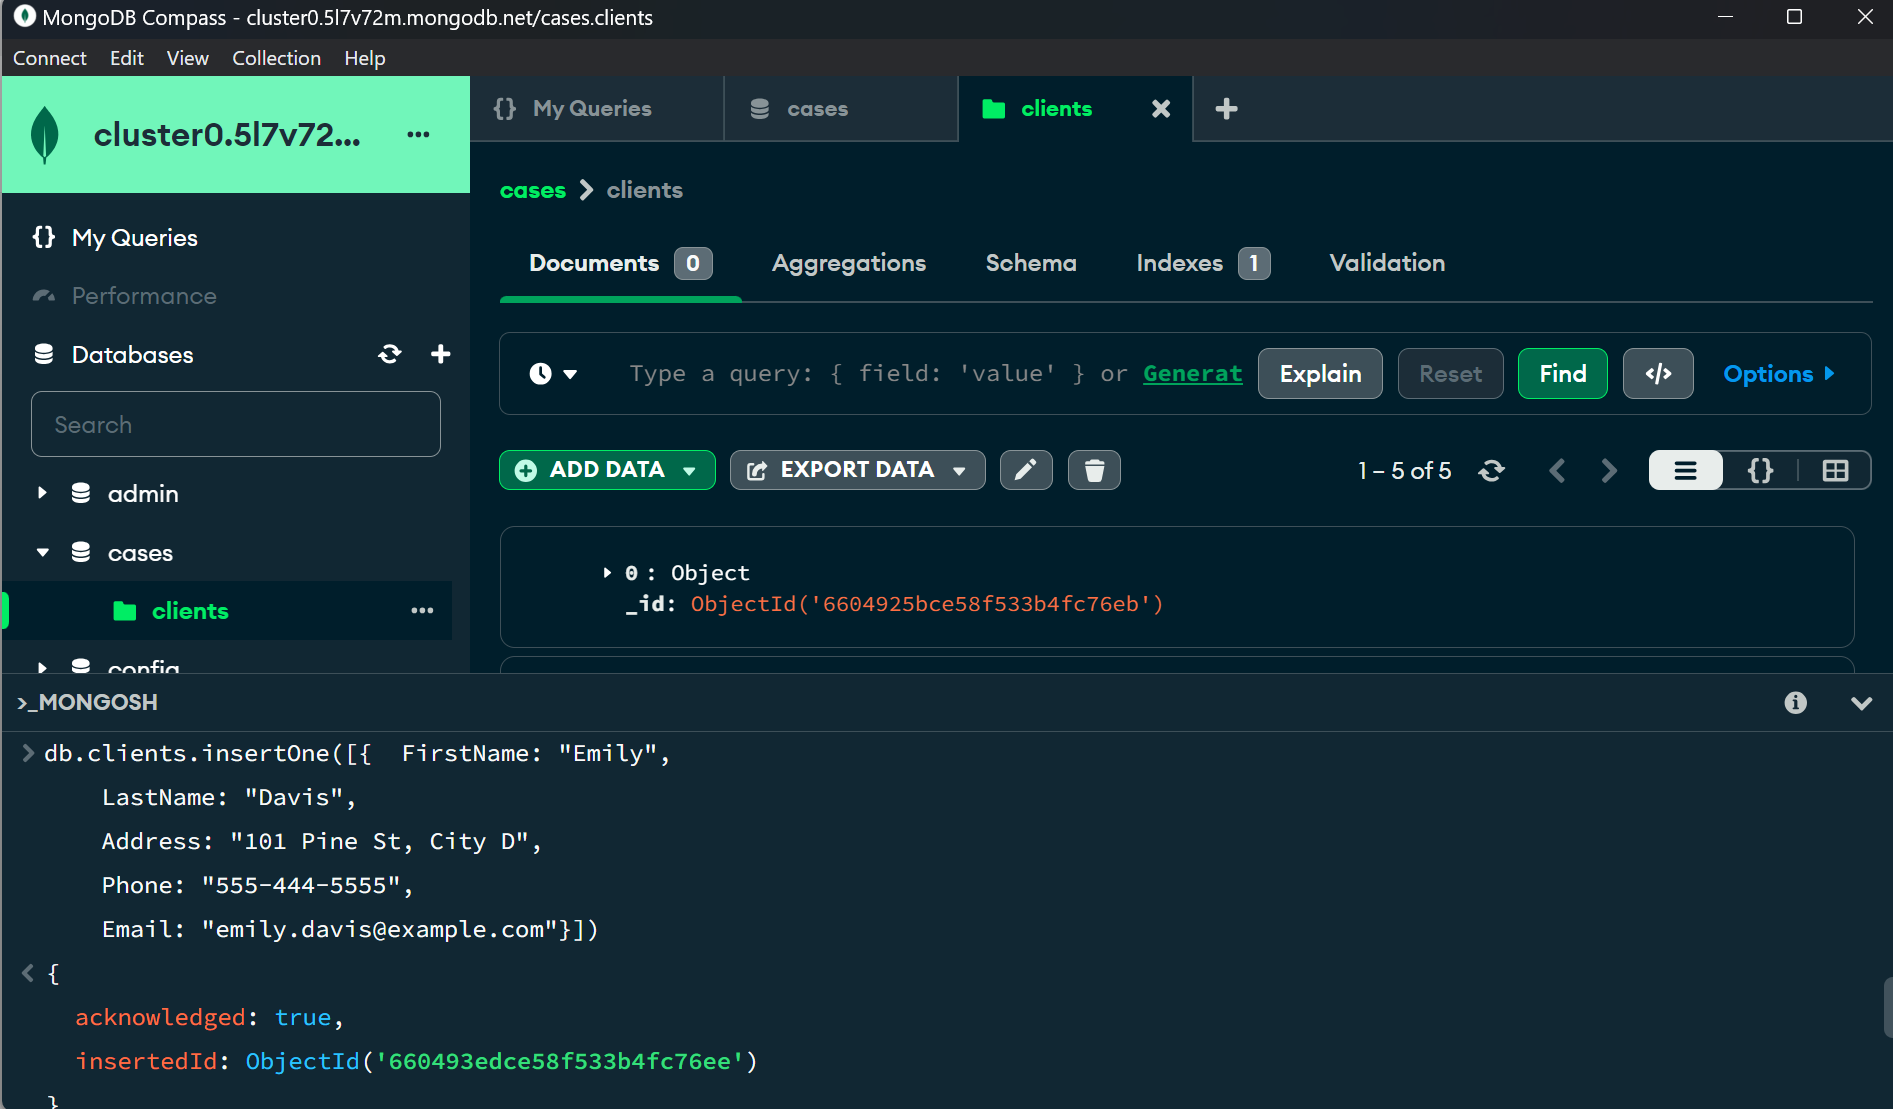 MongoDB Compass - cluster0.5l7v72m.mongodb.net/cases.clients
Connect Edit View Collection Help
cluster0.5l7v72... ...
{} My Queries
cases
clients
cases > clients
My Queries
Performance
Databases
Search
admin
cases
clients ...
config
Documents 0 Aggregations Schema Indexes 1 Validation
Type a query: { field: 'value' } or Generat Explain Reset Find </> Options
ADD DATA EXPORT DATA 1 – 5 of 5 {}
0: Object
_id: ObjectId('6604925bce58f533b4fc76eb')
>_MONGOSH
> db.clients.insertOne([{  FirstName: "Emily",
LastName: "Davis",
Address: "101 Pine St, City D",
Phone: "555-444-5555",
Email: "emily.davis@example.com"}])
< {
acknowledged: true,
insertedId: ObjectId('660493edce58f533b4fc76ee')
}